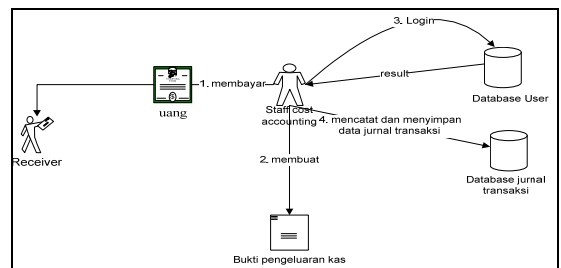 3. Login
1. membayar
result
uang
Staff cost
accounting
Database User
4. mencatat dan menyimpan
data jurnal transaksi
Receiver
2. membuat
Database jurnal
transaksi
Bukti pengeluaran kas